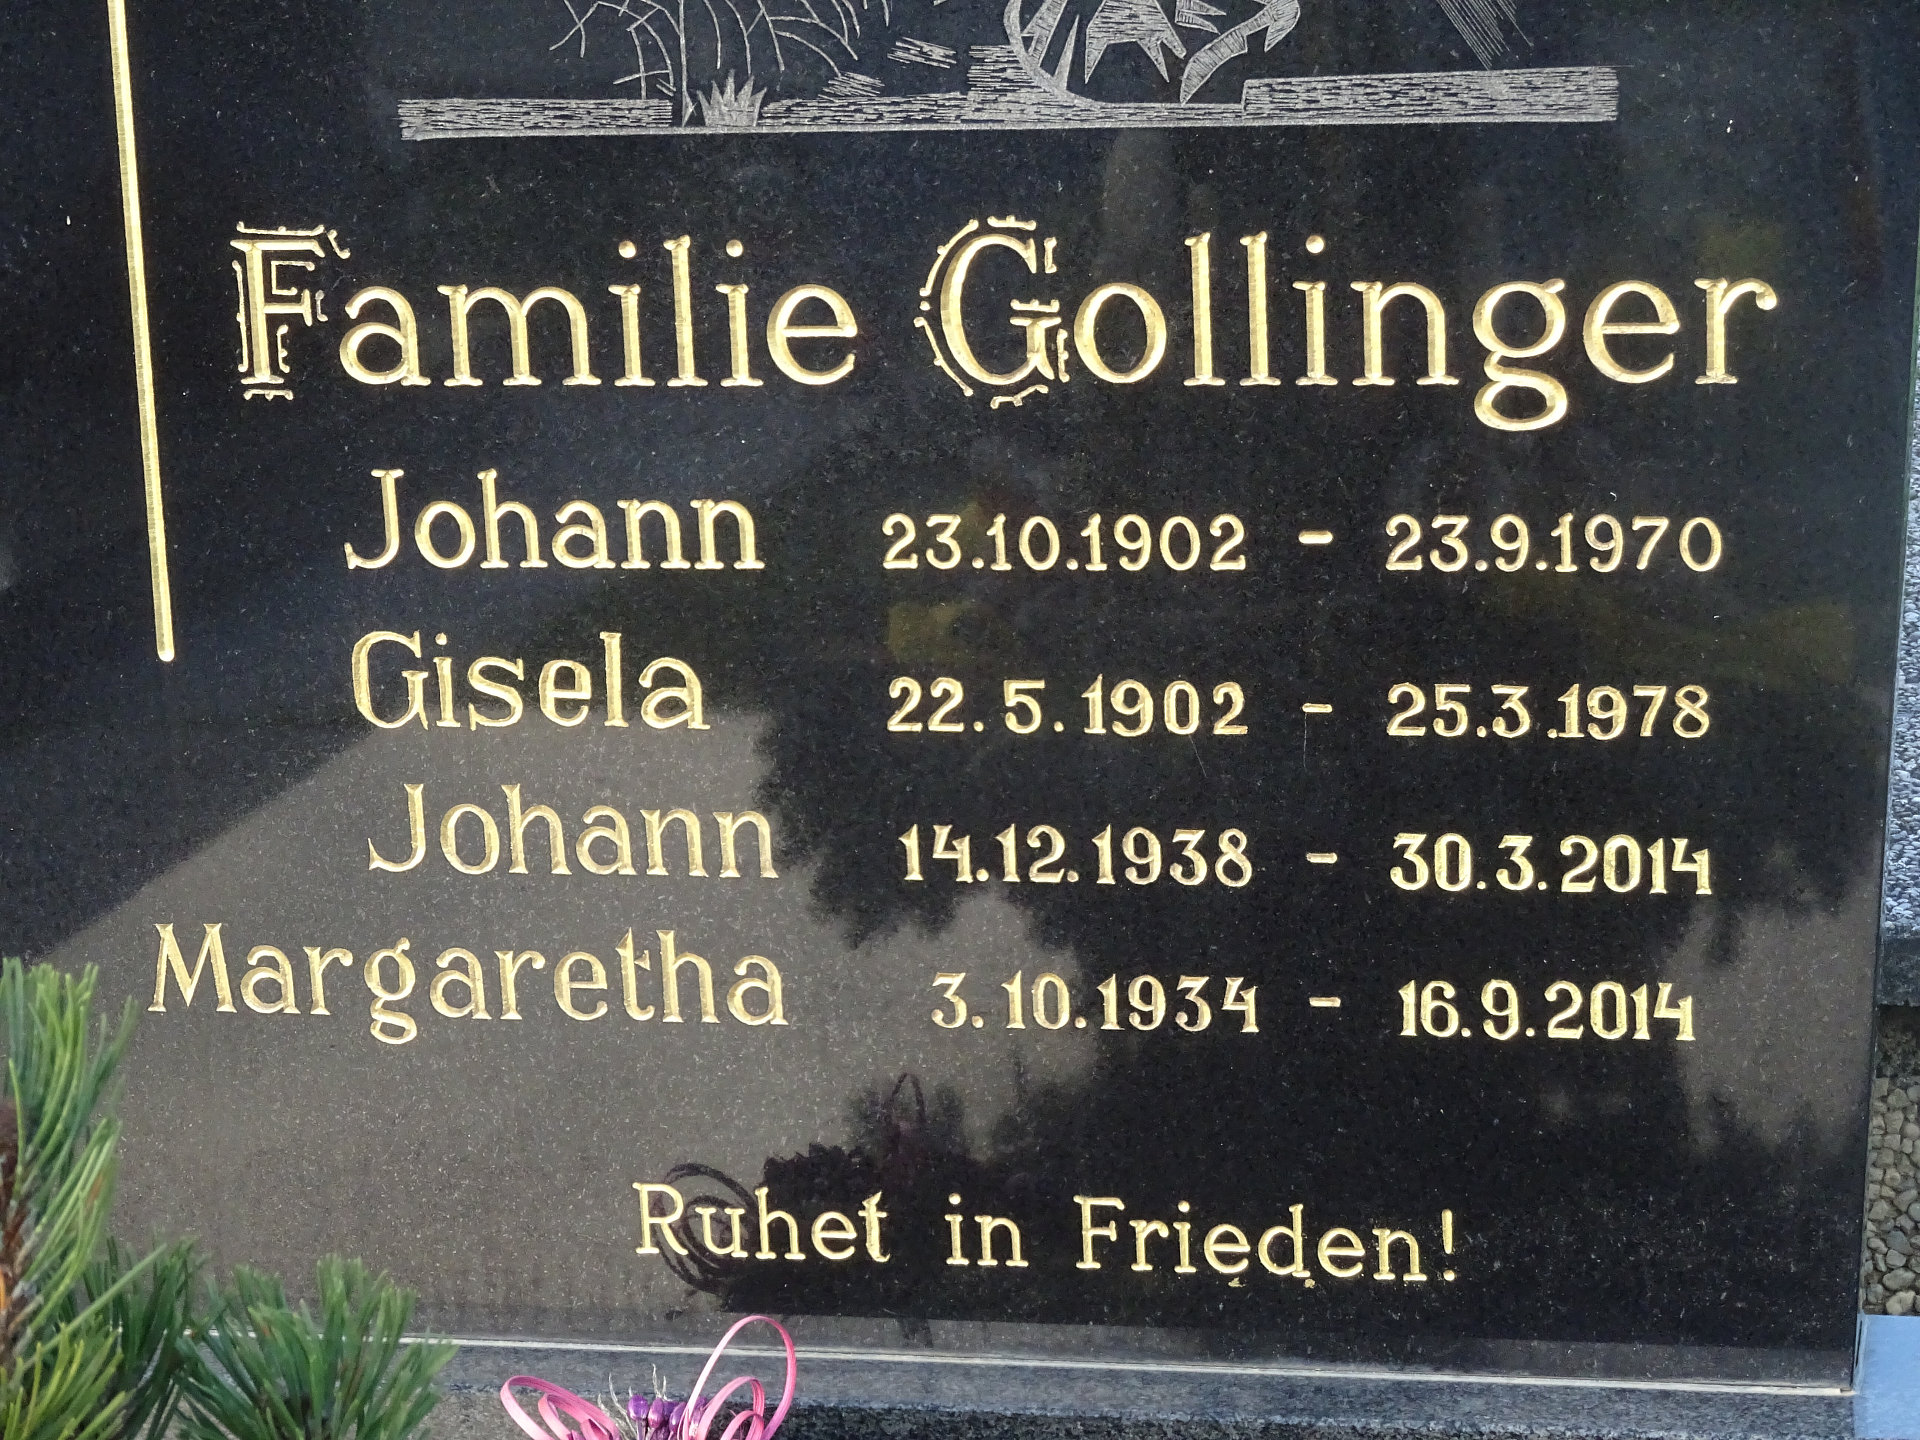 Familie Gollinger
Johann 23.10.1902 - 23.9.1970
Gisela 22.5.1902 - 25.3.1978
Johann 14.12.1938 - 30.3.2014
Margaretha 3.10.1934 - 16.9.2014
Ruhet in Frieden!